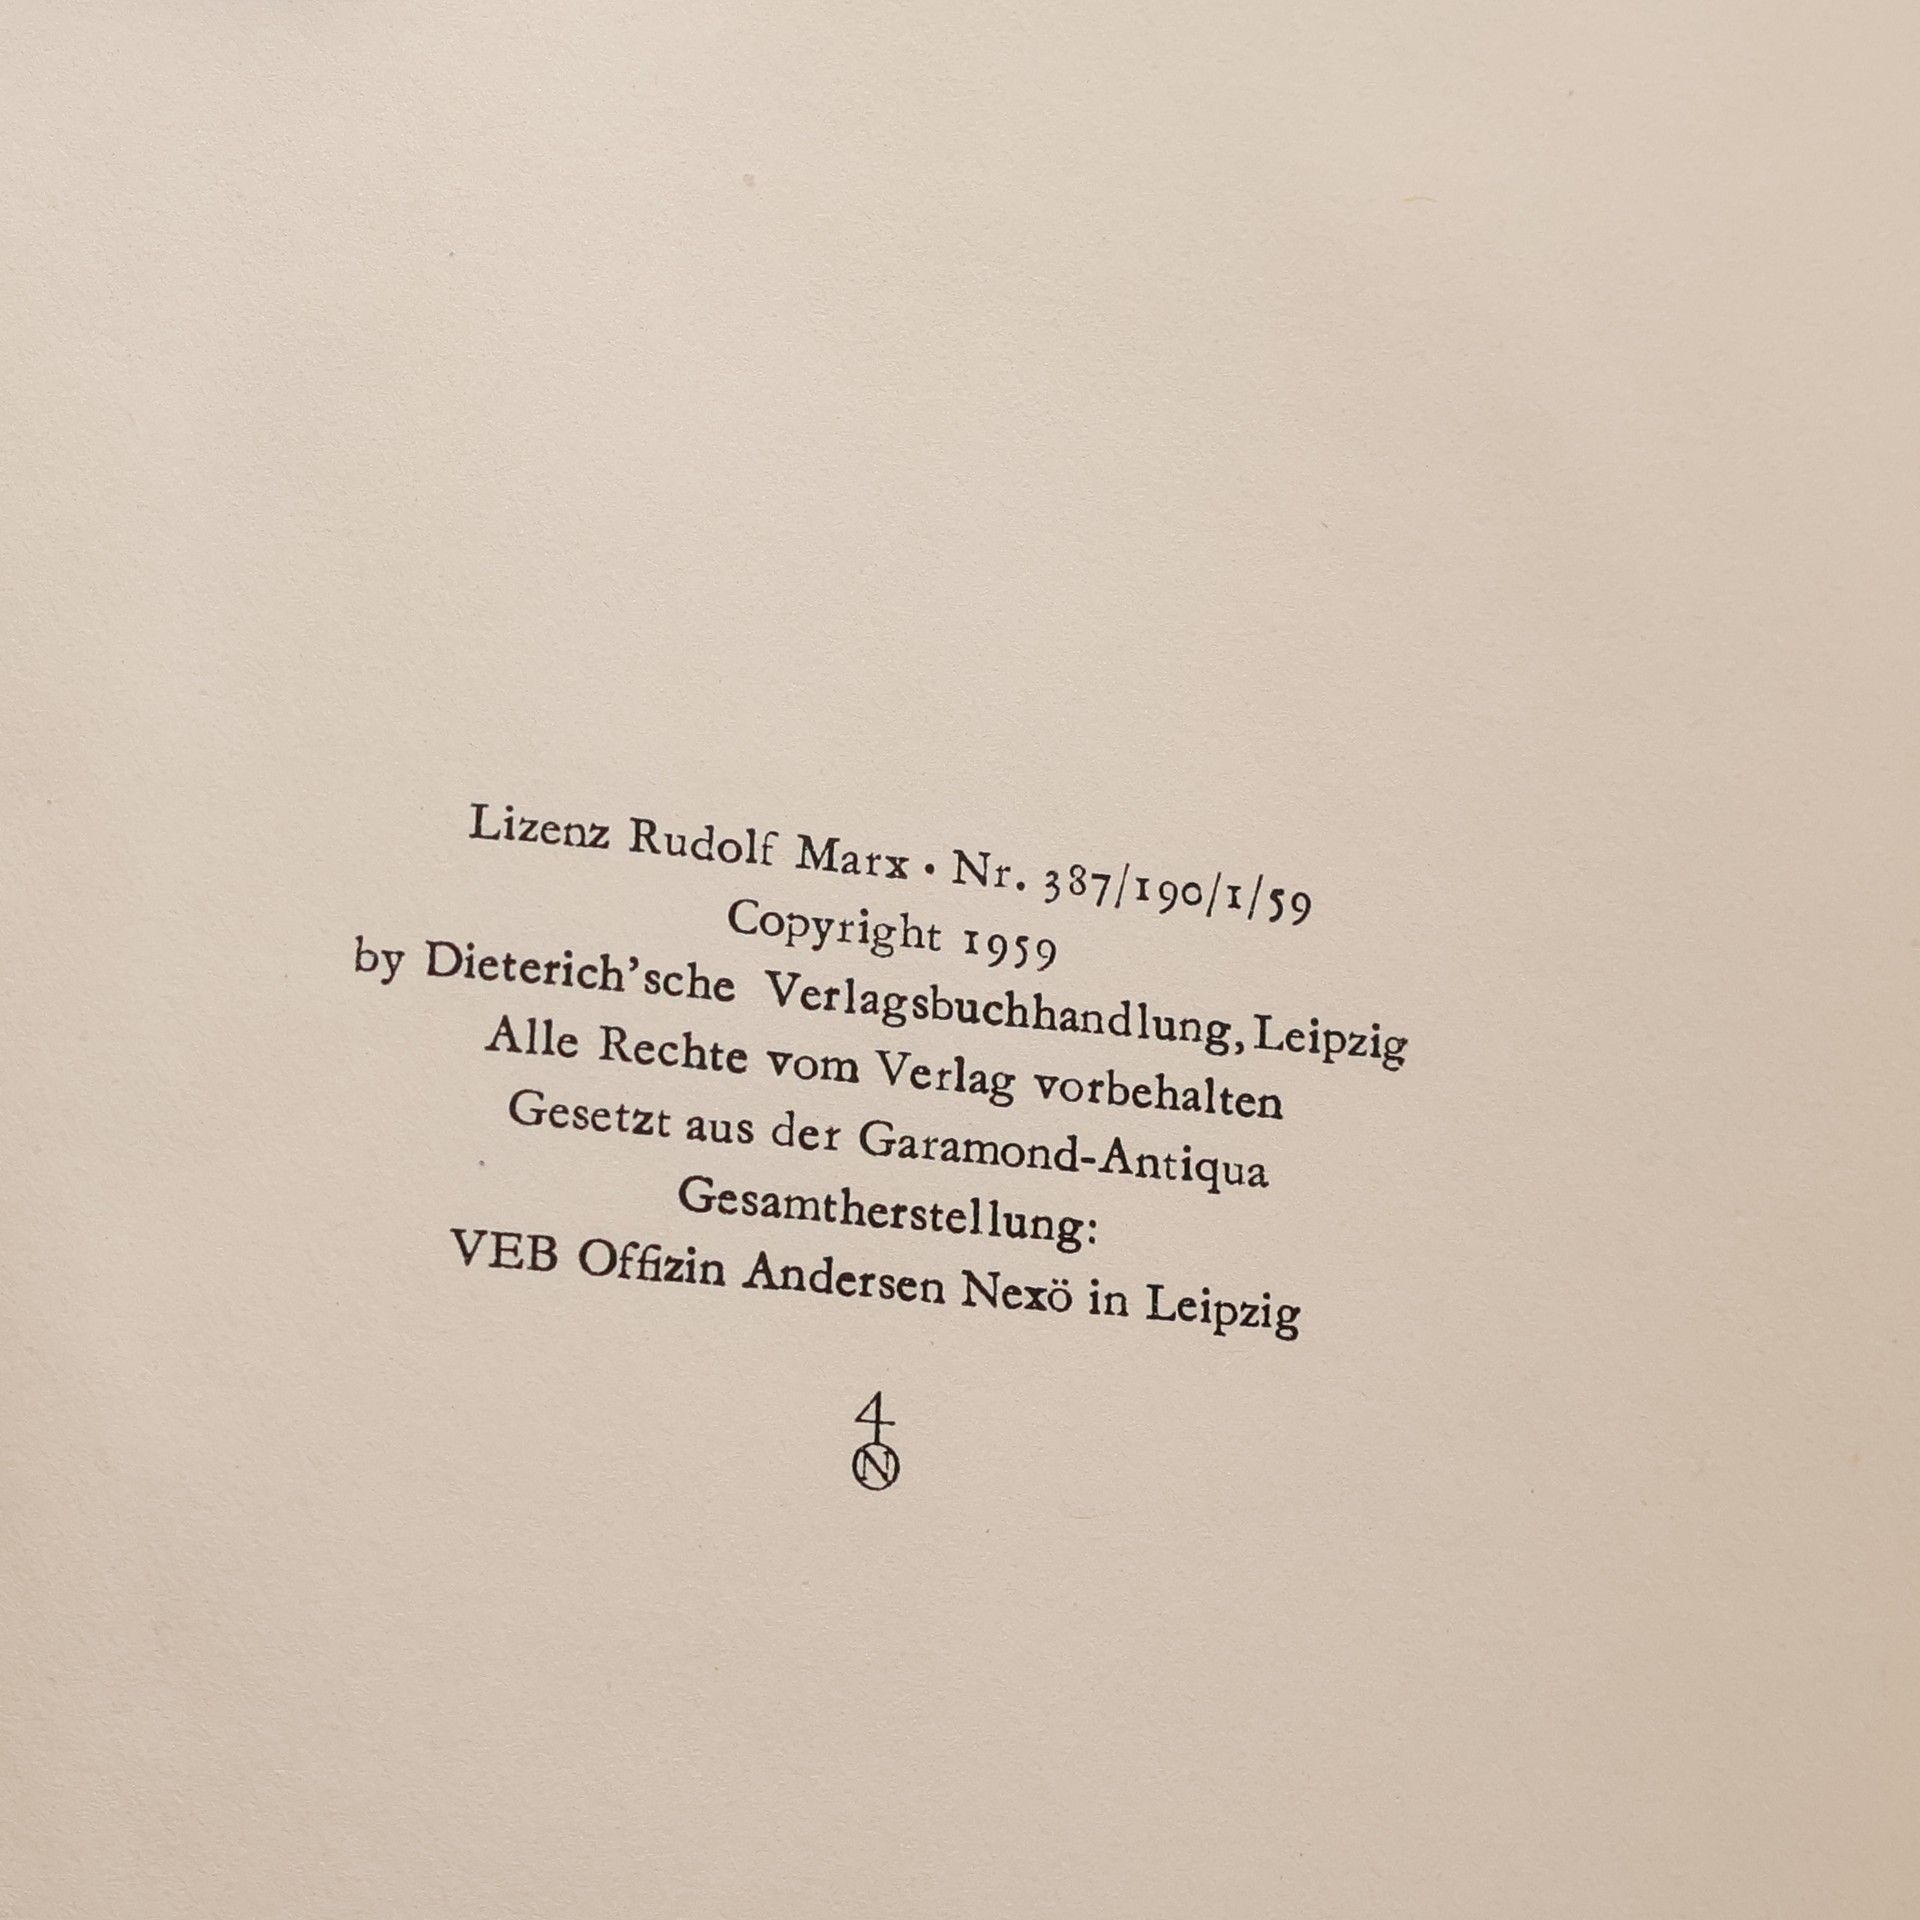 Lizenz Rudolf Marx · Nr. 387/190/1/59
Copyright 1959
by Dieterich’sche Verlagsbuchhandlung, Leipzig
Alle Rechte vom Verlag vorbehalten
Gesetzt aus der Garamond-Antiqua
Gesamtherstellung:
VEB Offizin Andersen Nexö in Leipzig
4
N